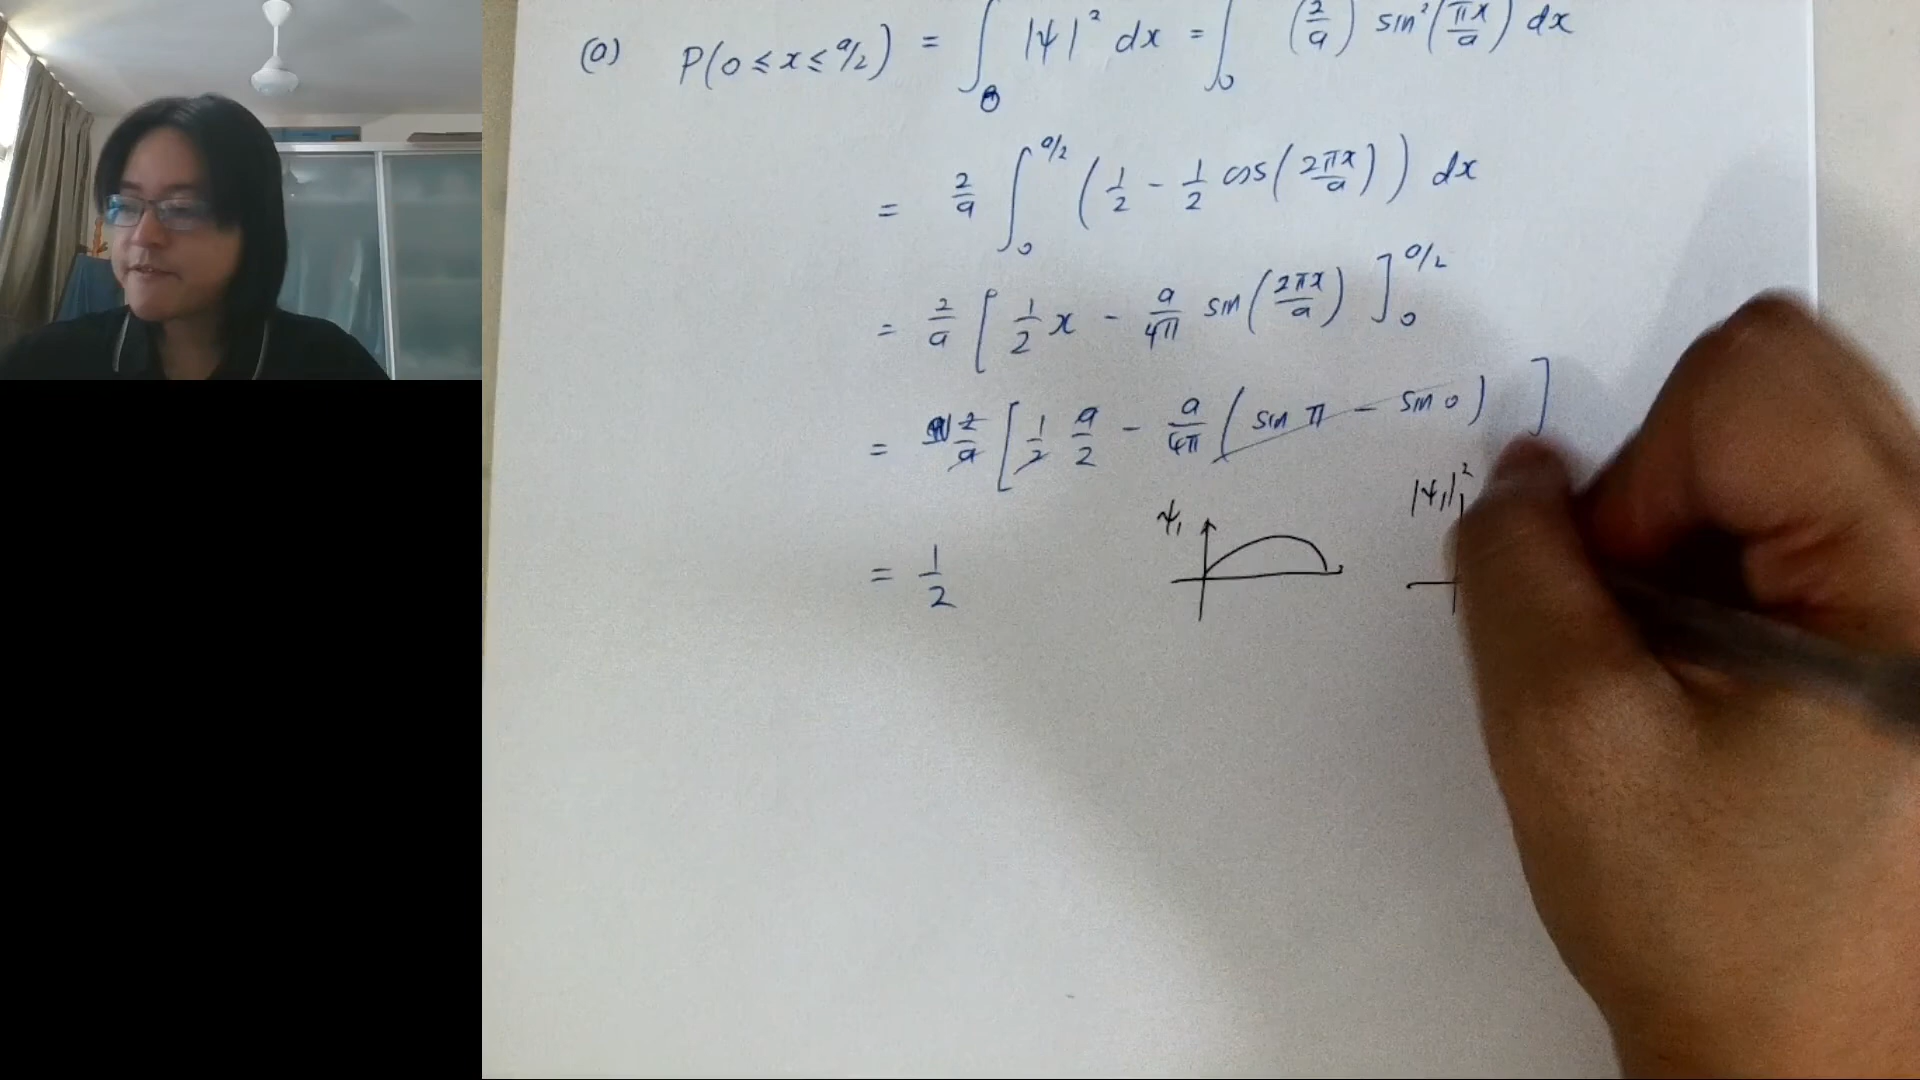 (a) P(0 ≤ x ≤ a/2) = ∫₀ |ψ|² dx = ∫₀ (2/a) sin²(πx/a) dx
= 2/a ∫₀^(a/2) (1/2 - 1/2 cos(2πx/a)) dx
= 2/a [1/2 x - a/4π sin(2πx/a)]₀^(a/2)
= 2/a [1/2 a/2 - a/4π (sin π - sin 0)]
= 1/2
ψ₁
|ψ₁|²